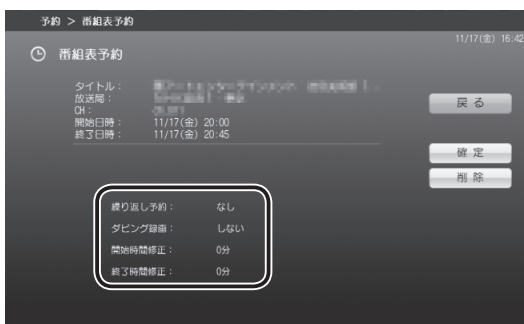 予約 > 番組表予約
11/17(金) 16:42
番組表予約
タイトル:
放送局:
CH:
開始日時: 11/17(金) 20:00
終了日時: 11/17(金) 20:45
戻る
確定
削除
繰り返し予約: なし
ダビング録画: しない
開始時間修正: 0分
終了時間修正: 0分